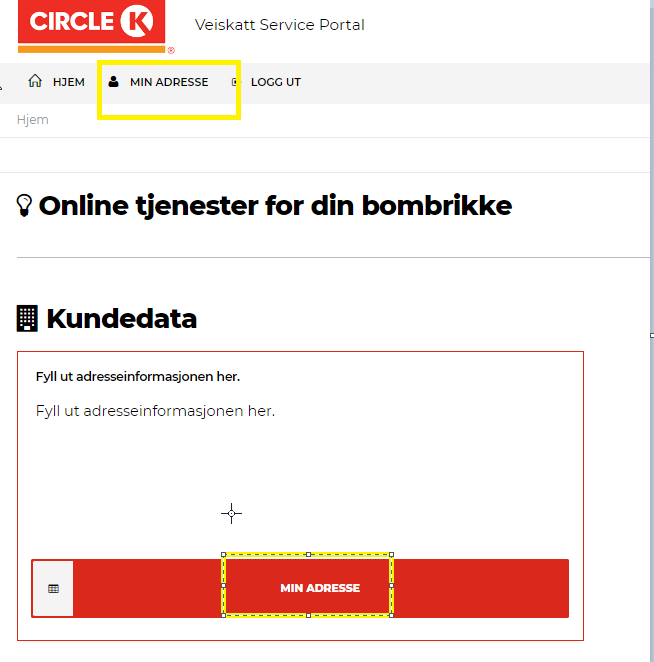 CIRCLE K
®
Veiskatt Service Portal
HJEM
MIN ADRESSE
LOGG UT
Hjem
Online tjenester for din bombrikke
Kundedata
Fyll ut adresseinformasjonen her.
Fyll ut adresseinformasjonen her.
MIN ADRESSE